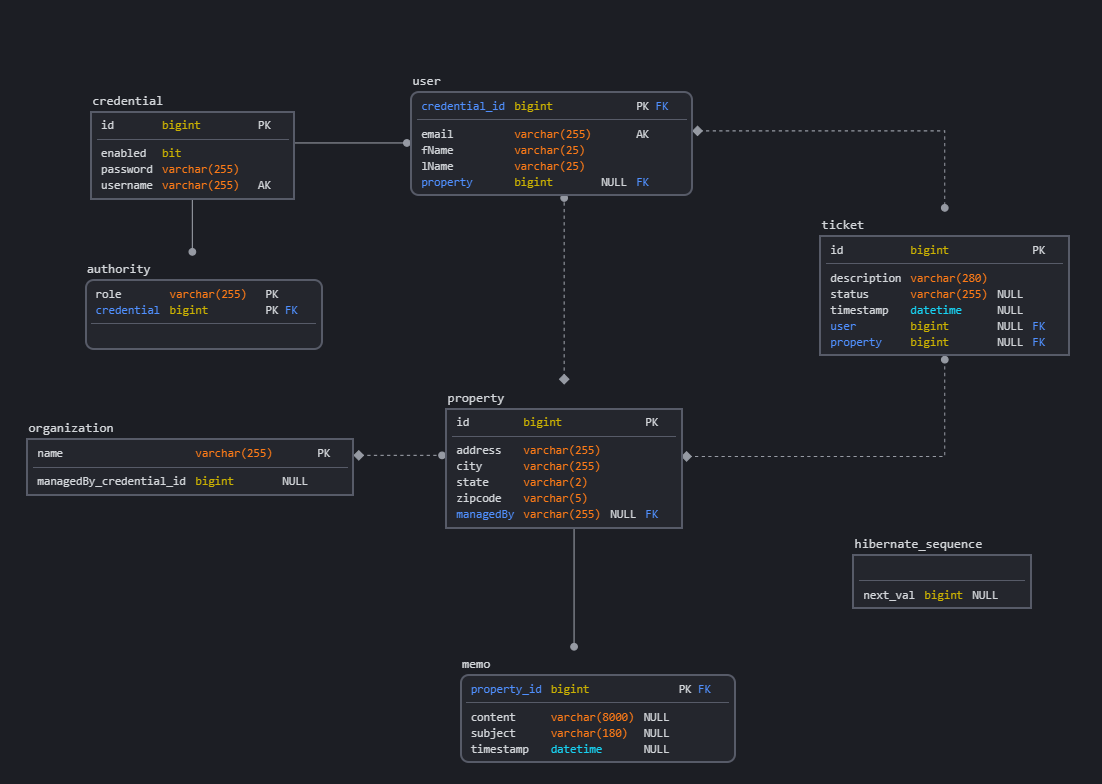 user
credential_id bigint PK FK
email varchar(255) AK
fName varchar(25)
lName varchar(25)
property bigint NULL FK
credential
id bigint PK
enabled bit
password varchar(255)
username varchar(255) AK
ticket
id bigint PK
description varchar(280)
status varchar(255) NULL
timestamp datetime NULL
user bigint NULL FK
property bigint NULL FK
authority
role varchar(255) PK
credential bigint PK FK
property
id bigint PK
address varchar(255)
city varchar(255)
state varchar(2)
zipcode varchar(5)
managedBy varchar(255) NULL FK
organization
name varchar(255) PK
managedBy_credential_id bigint NULL
hibernate_sequence
next_val bigint NULL
memo
property_id bigint PK FK
content varchar(8000) NULL
subject varchar(180) NULL
timestamp datetime NULL